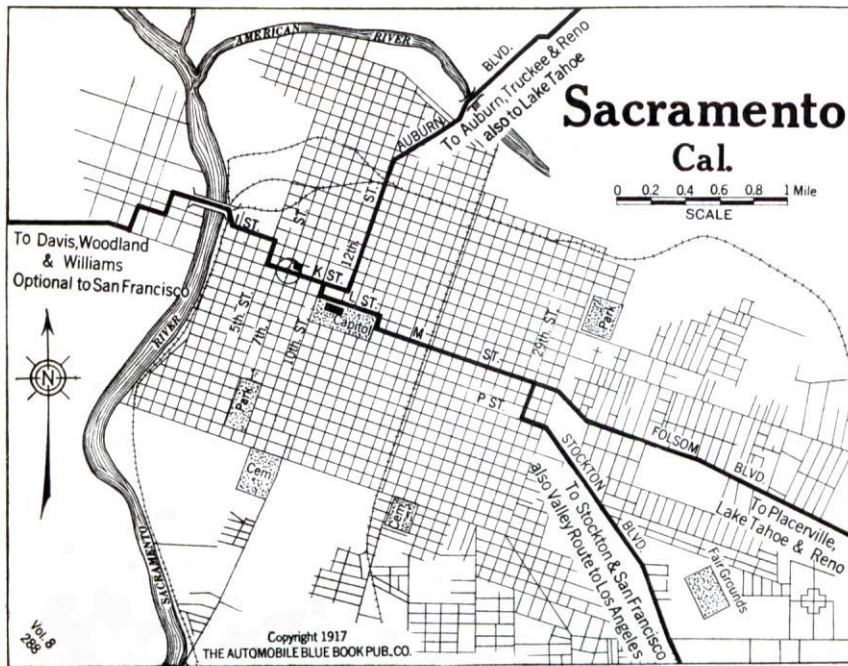 AMERICAN RIVER
BLVD.
AUBURN
To Auburn, Truckee & Reno
also to Lake Tahoe
Sacramento
Cal.
0 0.2 0.4 0.6 0.8 1 Mile
SCALE
I ST.
ST.
12th. ST.
To Davis, Woodland
& Williams
Optional to San Francisco
K ST.
L ST.
Capitol
M ST.
5th. ST.
7th.
10th. ST.
29th. ST.
Park
RIVER
N
Park
P ST.
STOCKTON BLVD.
FOLSOM BLVD.
Cem.
Cem.
To Stockton & San Francisco
also Valley Route to Los Angeles
To Placerville,
Lake Tahoe & Reno
Fair Grounds
SACRAMENTO
Vol. 8
288
Copyright 1917
THE AUTOMOBILE BLUE BOOK PUB. CO.